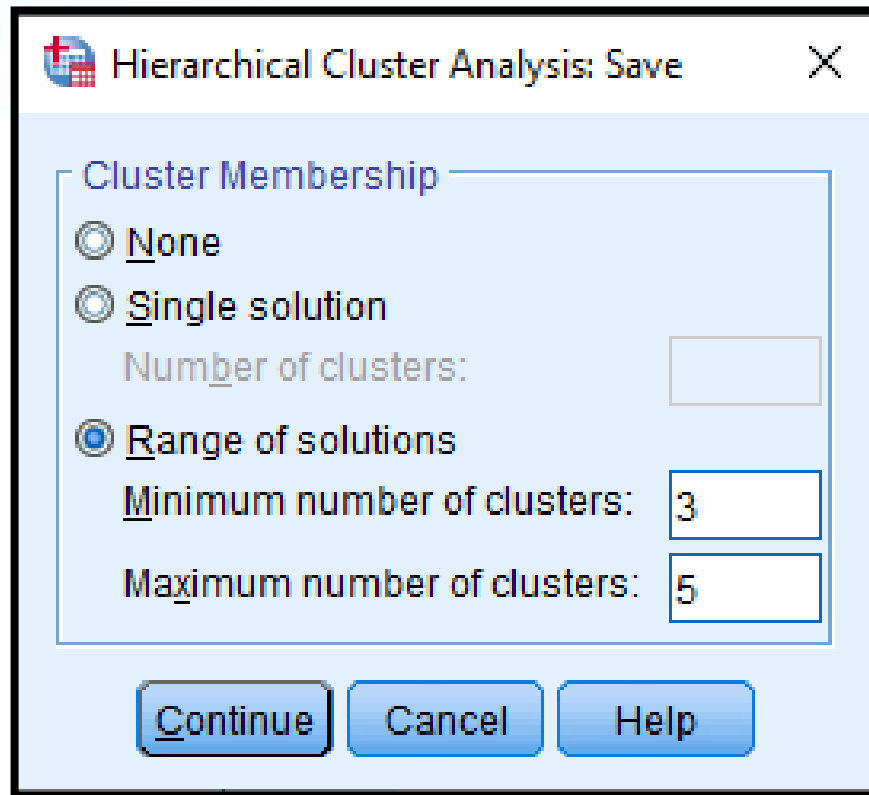 Hierarchical Cluster Analysis: Save
Cluster Membership
None
Single solution
Number of clusters:
Range of solutions
Minimum number of clusters: 3
Maximum number of clusters: 5
Continue Cancel Help